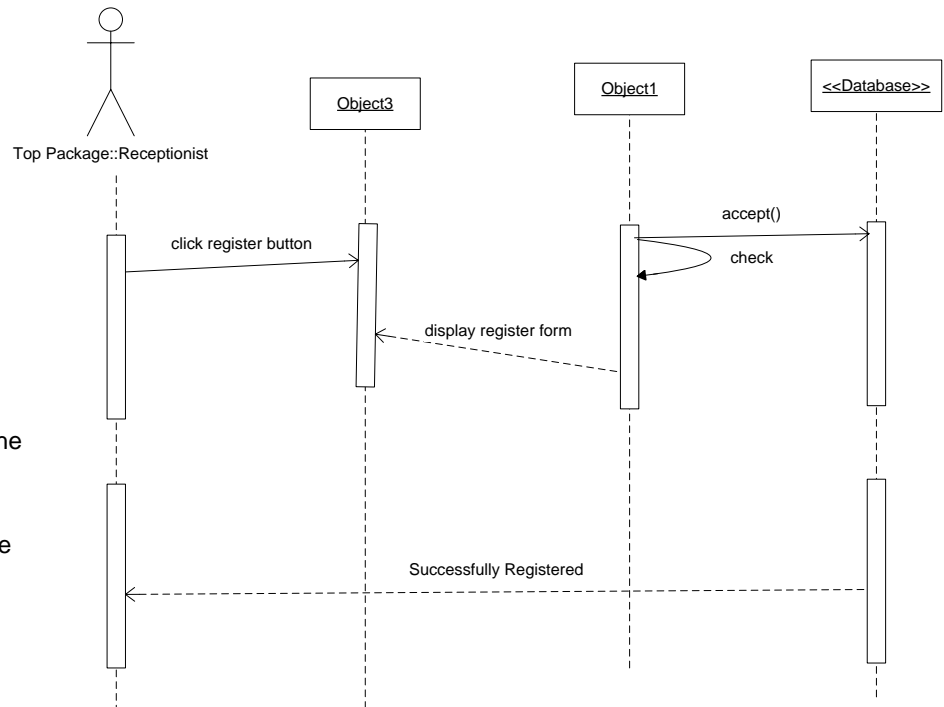 Top Package::Receptionist
Object3
Object1
<<Database>>
click register button
accept()
check
display register form
Successfully Registered